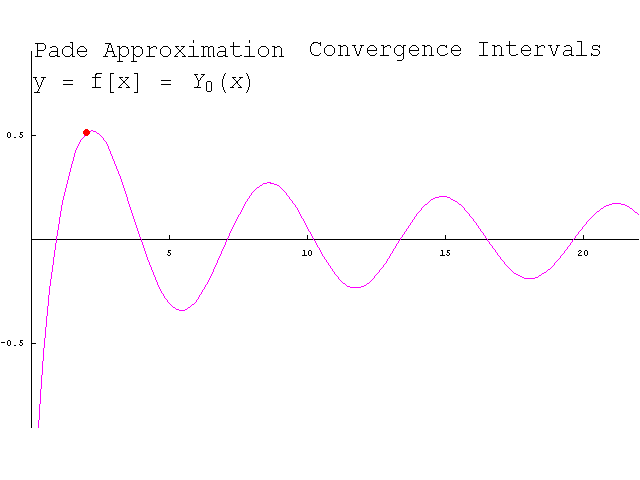 Pade Approximation  Convergence Intervals
y = f[x] = Y₀(x)
0.5
5 10 15 20
-0.5